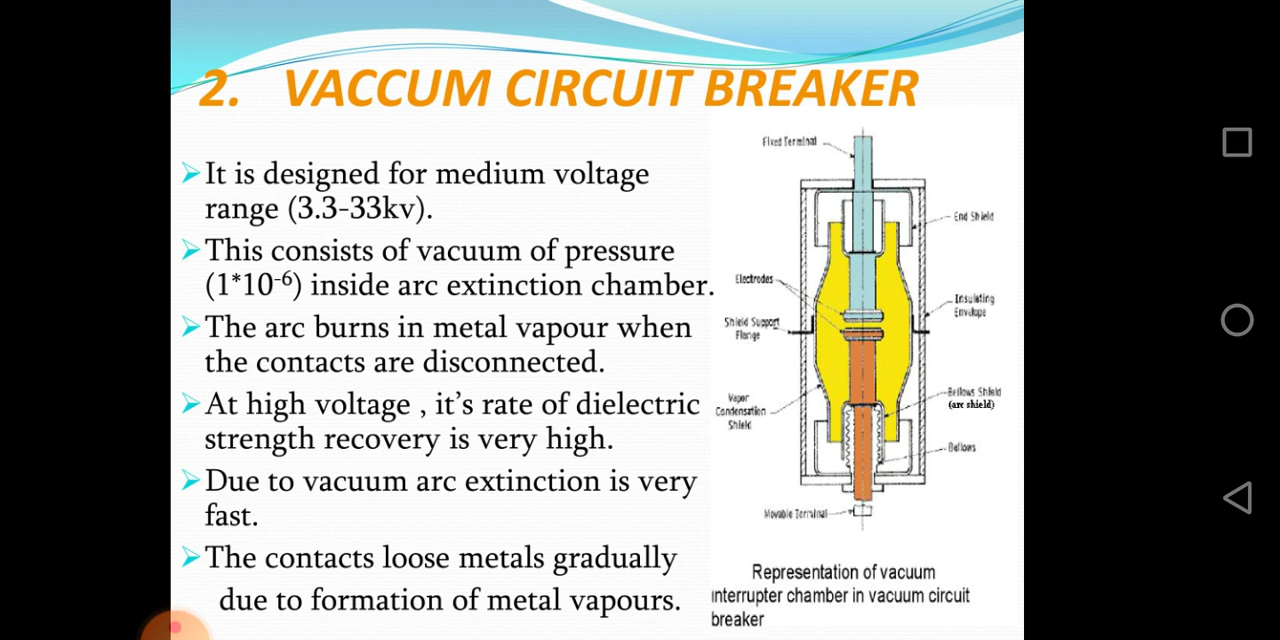 2. VACCUM CIRCUIT BREAKER
It is designed for medium voltage
range (3.3-33kv).
This consists of vacuum of pressure
(1*10⁻⁶) inside arc extinction chamber.
The arc burns in metal vapour when
the contacts are disconnected.
At high voltage , it’s rate of dielectric
strength recovery is very high.
Due to vacuum arc extinction is very
fast.
The contacts loose metals gradually
due to formation of metal vapours.
Fixed Terminal
End Shield
Electrodes
Insulating
Envelope
Shield Support
Flange
Vapor
Condensation
Shield
Bellows Shield
(arc shield)
Bellows
Movable Terminal
Representation of vacuum
interrupter chamber in vacuum circuit
breaker